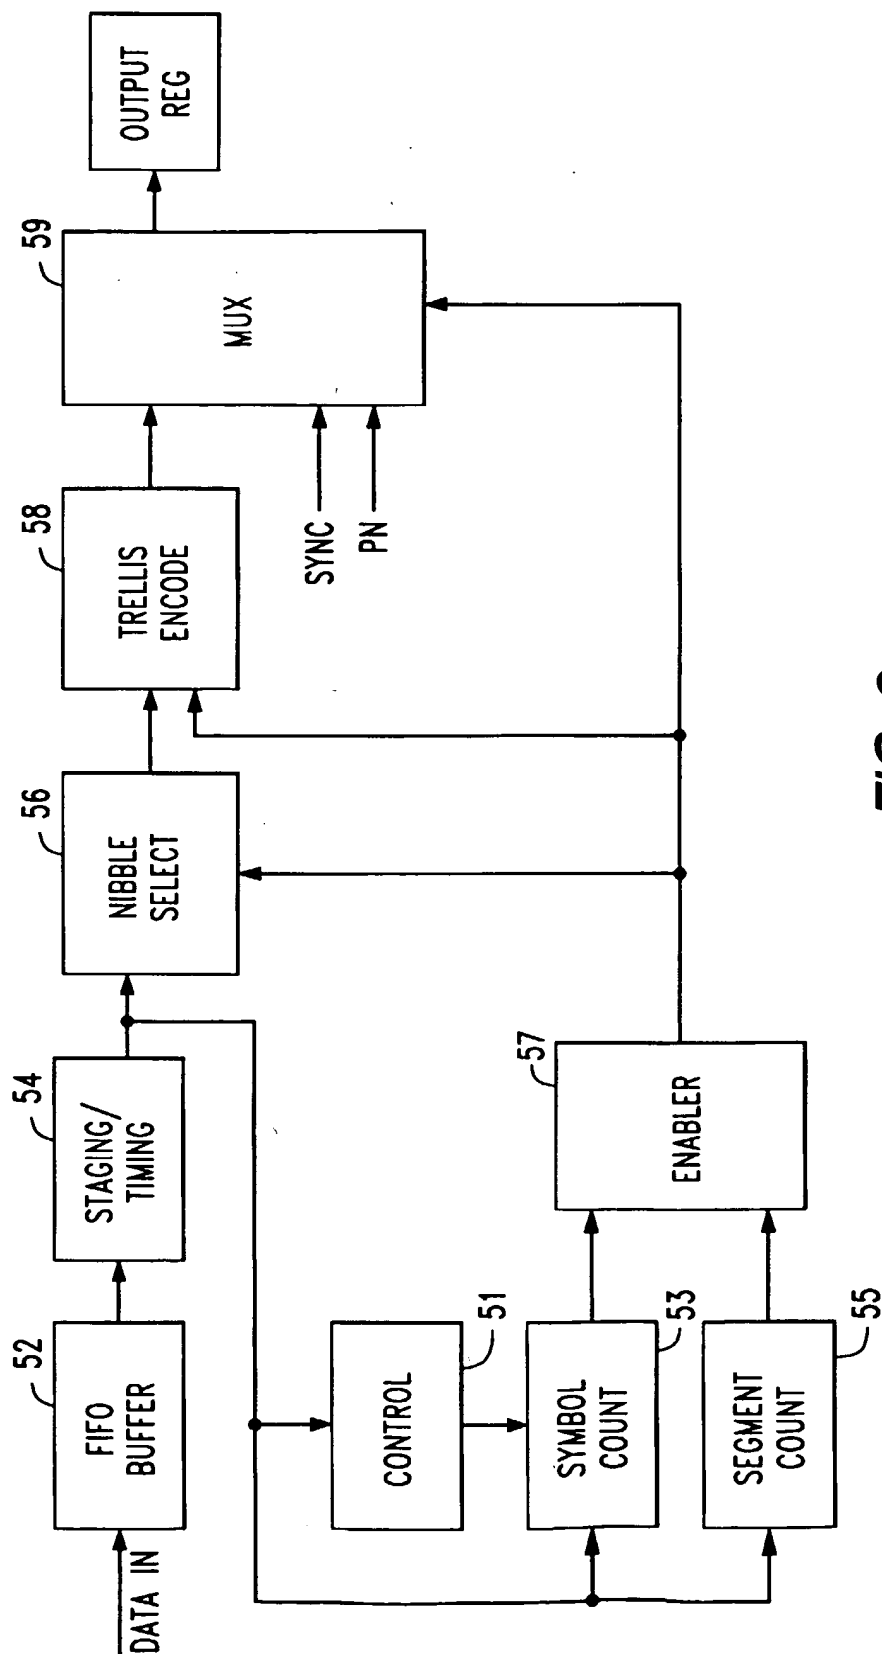 DATA IN
52
FIFO
BUFFER
54
STAGING/
TIMING
56
NIBBLE
SELECT
58
TRELLIS
ENCODE
59
MUX
OUTPUT
REG
SYNC
PN
51
CONTROL
53
SYMBOL
COUNT
55
SEGMENT
COUNT
57
ENABLER